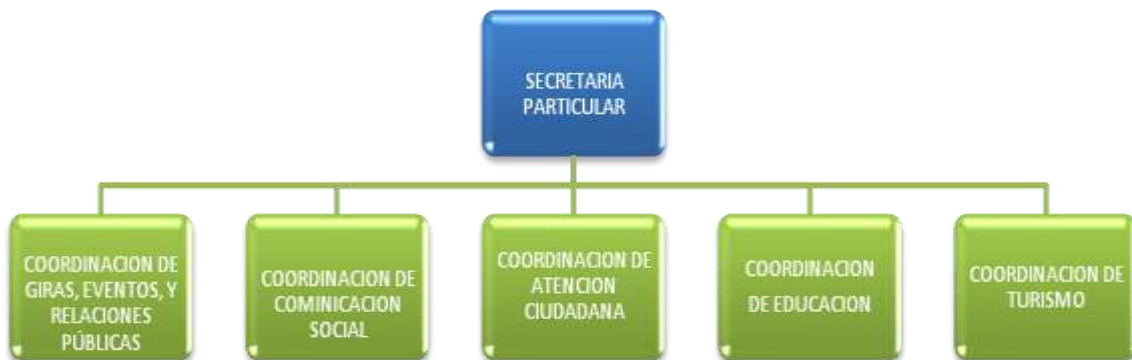 SECRETARIA
PARTICULAR
COORDINACION DE
GIRAS, EVENTOS, Y
RELACIONES
PÚBLICAS
COORDINACION DE
COMINICACION
SOCIAL
COORDINACION DE
ATENCION
CIUDADANA
COORDINACION
DE EDUCACION
COORDINACION DE
TURISMO